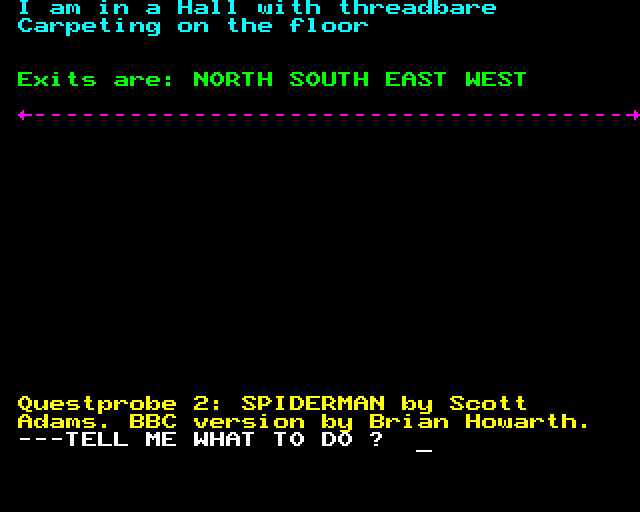 I am in a Hall with threadbare
Carpeting on the floor
Exits are: NORTH SOUTH EAST WEST
Questprobe 2: SPIDERMAN by Scott
Adams. BBC version by Brian Howarth.
---TELL ME WHAT TO DO ? _